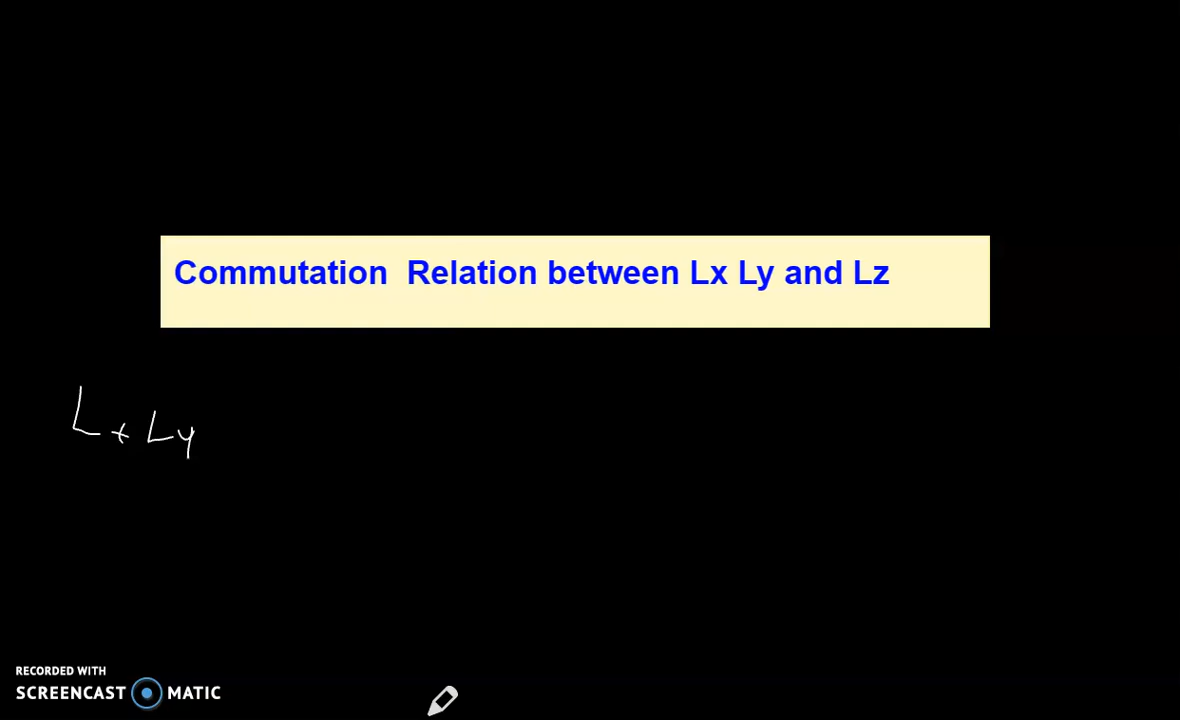 Commutation Relation between Lx Ly and Lz
Lx Ly
RECORDED WITH
SCREENCAST MATIC